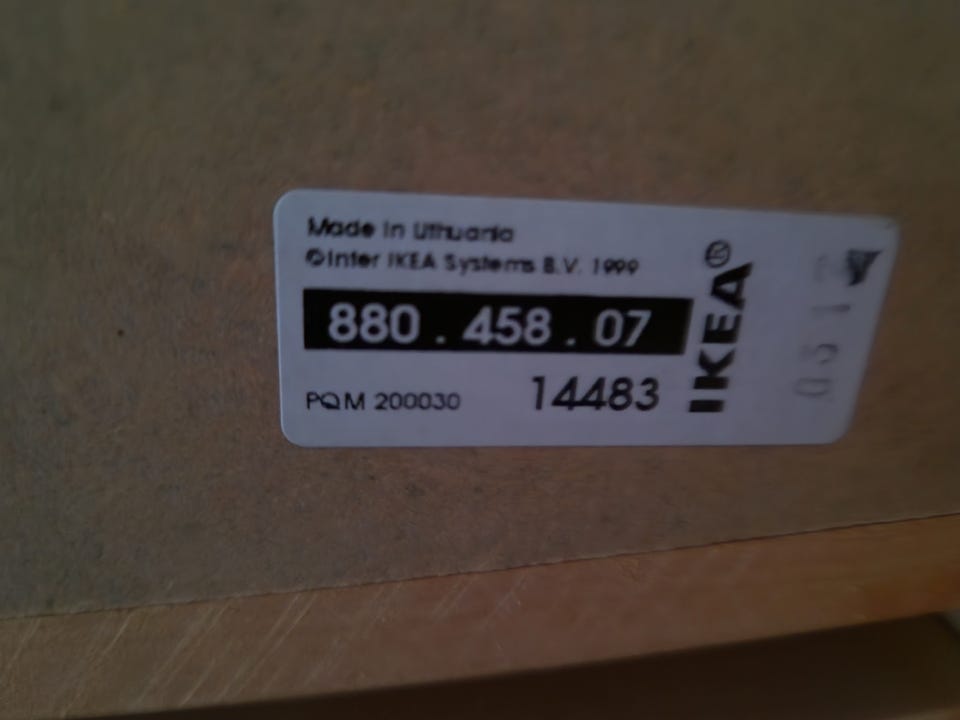 Made in Lithuania
©Inter IKEA Systems B.V. 1999
880 . 458 . 07
PQM 200030 14483
IKEA®